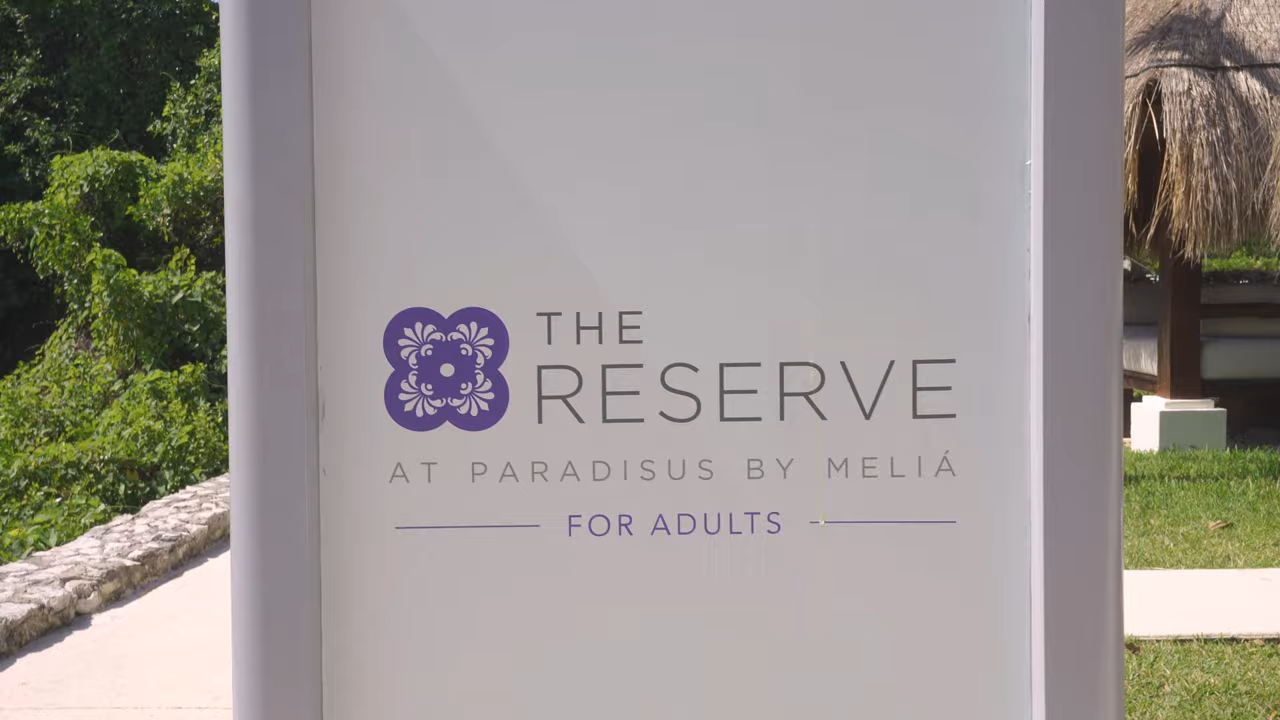 THE
RESERVE
AT PARADISUS BY MELIÁ
FOR ADULTS